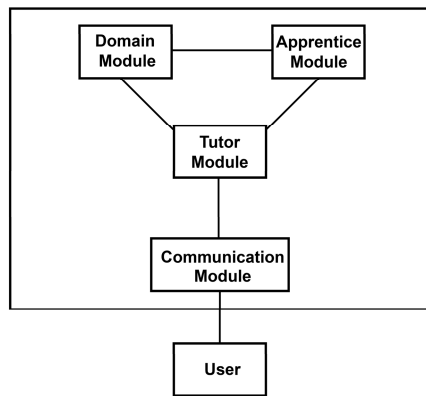 Domain
Module
Apprentice
Module
Tutor
Module
Communication
Module
User